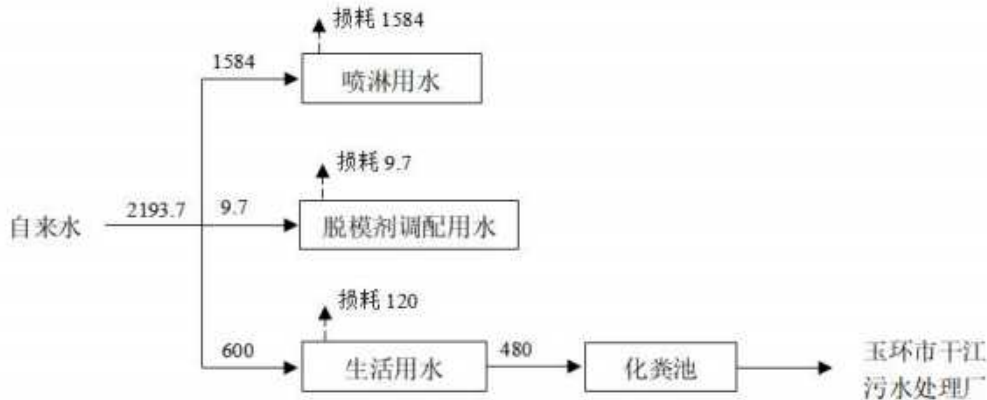 损耗 1584
1584
喷淋用水
损耗 9.7
自来水
2193.7
9.7
脱模剂调配用水
损耗 120
600
生活用水
480
化粪池
玉环市干江
污水处理厂